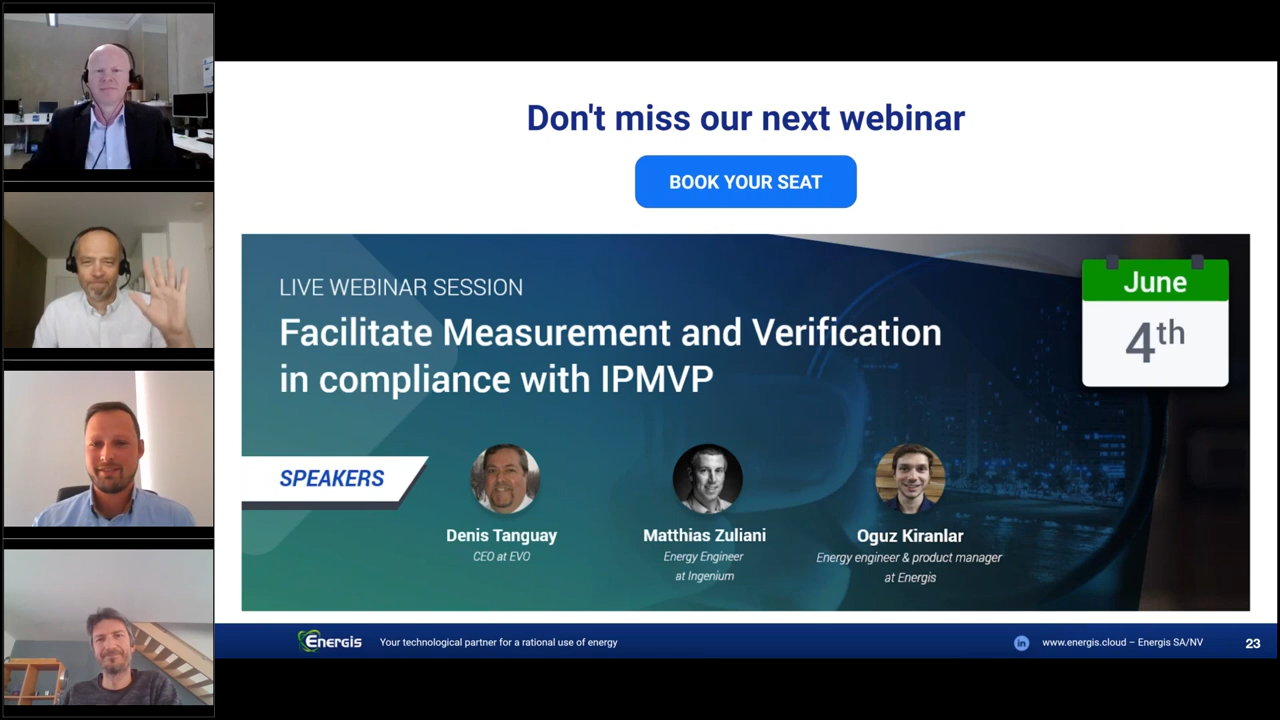 Don't miss our next webinar
BOOK YOUR SEAT
LIVE WEBINAR SESSION
Facilitate Measurement and Verification
in compliance with IPMVP
June
4th
SPEAKERS
Denis Tanguay
CEO at EVO
Matthias Zuliani
Energy Engineer
at Ingenium
Oguz Kiranlar
Energy engineer & product manager
at Energis
Energis
Your technological partner for a rational use of energy
in
www.energis.cloud – Energis SA/NV
23